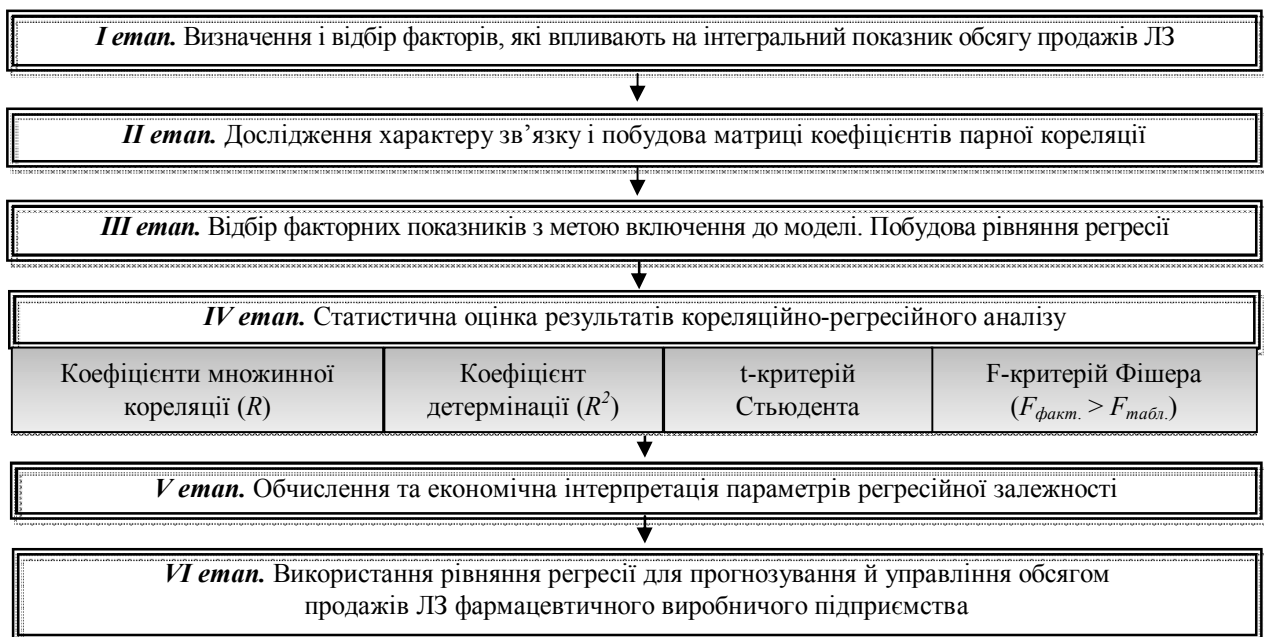 I етап. Визначення і відбір факторів, які впливають на інтегральний показник обсягу продажів ЛЗ
II етап. Дослідження характеру зв’язку і побудова матриці коефіцієнтів парної кореляції
III етап. Відбір факторних показників з метою включення до моделі. Побудова рівняння регресії
IV етап. Статистична оцінка результатів кореляційно-регресійного аналізу
Коефіцієнти множинної
кореляції (R)
Коефіцієнт
детермінації (R²)
t-критерій
Стьюдента
F-критерій Фішера
(Fфакт. > Fтабл.)
V етап. Обчислення та економічна інтерпретація параметрів регресійної залежності
VI етап. Використання рівняння регресії для прогнозування й управління обсягом
продажів ЛЗ фармацевтичного виробничого підприємства